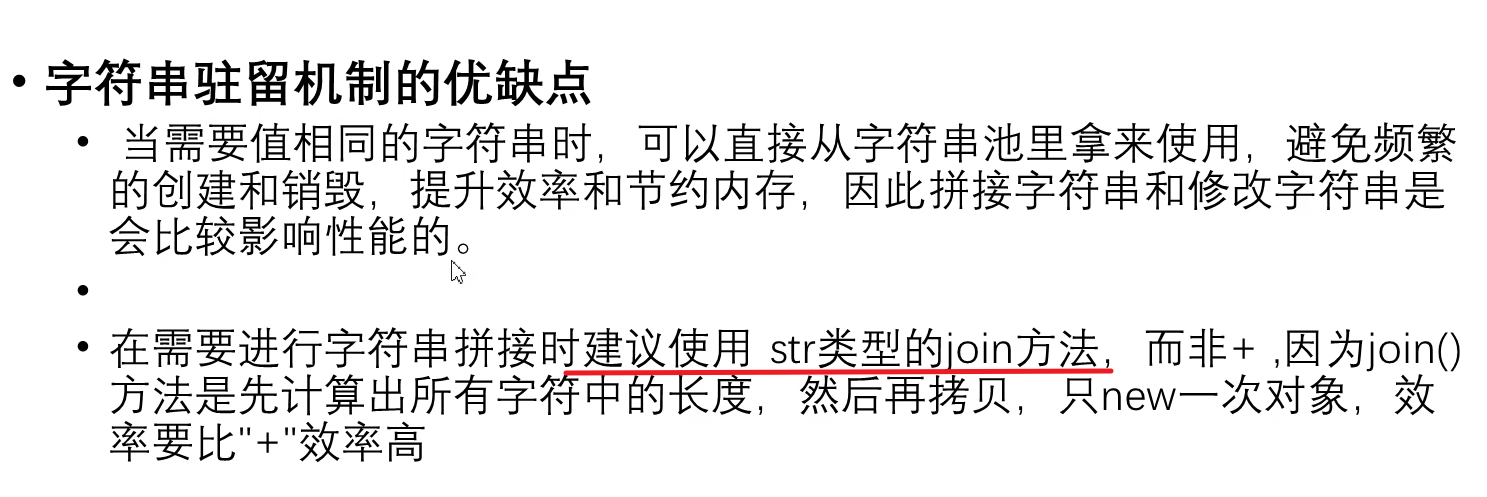 • 字符串驻留机制的优缺点
• 当需要值相同的字符串时，可以直接从字符串池里拿来使用，避免频繁
的创建和销毁，提升效率和节约内存，因此拼接字符串和修改字符串是
会比较影响性能的。
•
• 在需要进行字符串拼接时建议使用 str类型的join方法，而非+ ,因为join()
方法是先计算出所有字符中的长度，然后再拷贝，只new一次对象，效
率要比"+"效率高